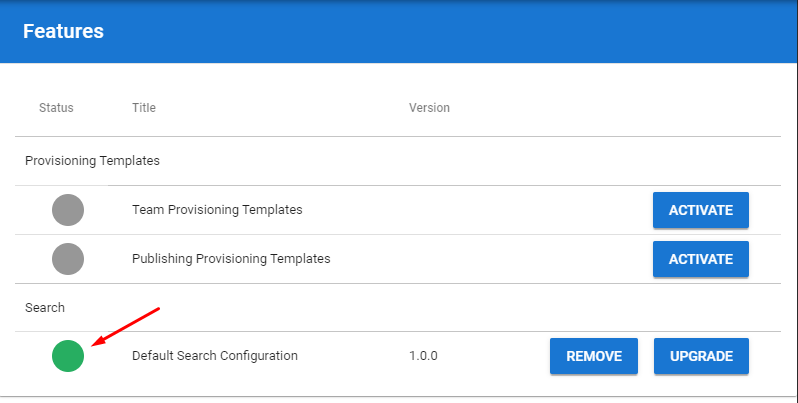 Features
Status Title Version
Provisioning Templates
Team Provisioning Templates ACTIVATE
Publishing Provisioning Templates ACTIVATE
Search
Default Search Configuration 1.0.0 REMOVE UPGRADE